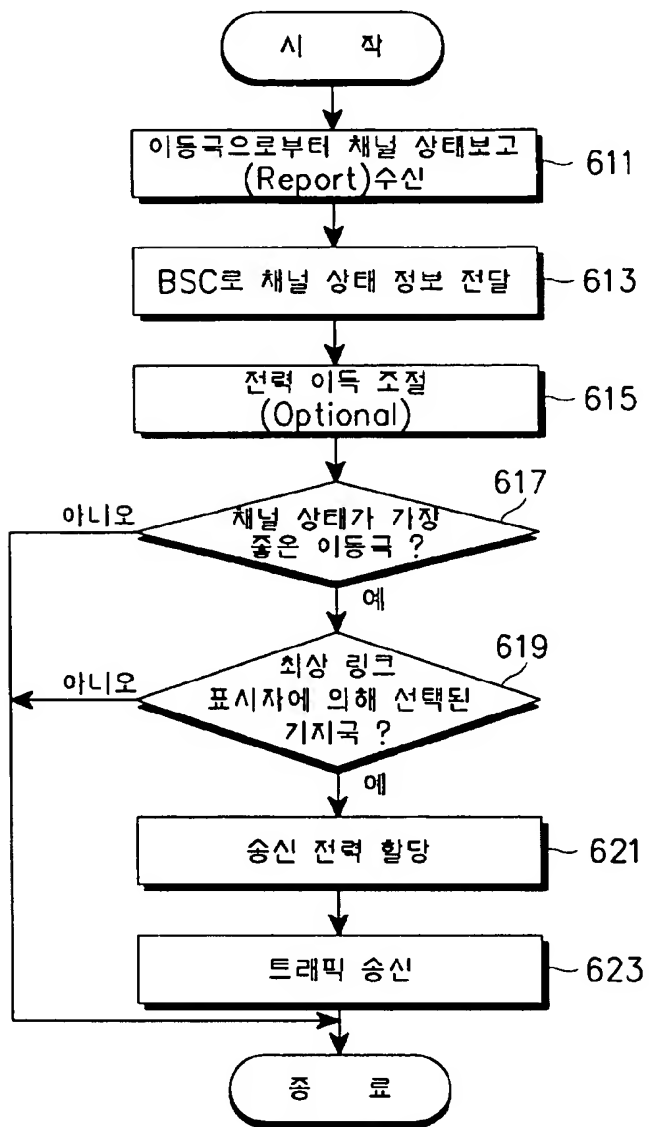 시 작
이동국으로부터 채널 상태보고
(Report)수신
611
BSC로 채널 상태 정보 전달
613
전력 이득 조절
(Optional)
615
617
아니오
채널 상태가 가장
좋은 이동국 ?
예
619
아니오
최상 링크
표시자에 의해 선택된
기지국 ?
예
송신 전력 할당
621
트래픽 송신
623
종 료